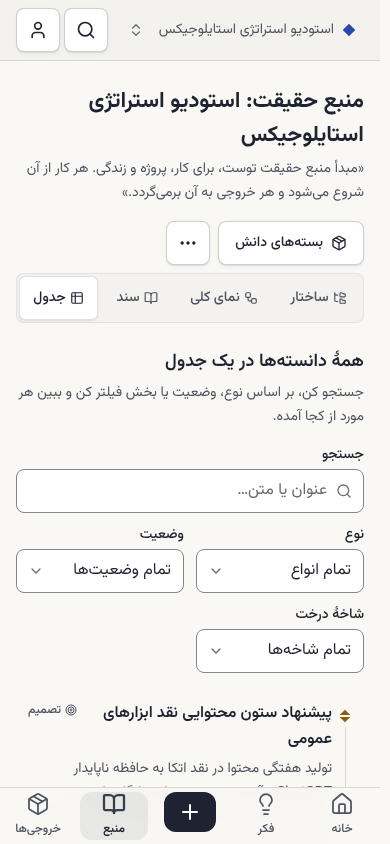 استودیو استراتژی استایلوجیکس
منبع حقیقت: استودیو استراتژی
استایلوجیکس
«مبدأ منبع حقیقت توست، برای کار، پروژه و زندگی. هر کار از آن
شروع می‌شود و هر خروجی به آن برمی‌گردد.»
بسته‌های دانش
ساختار
نمای کلی
سند
جدول
همهٔ دانسته‌ها در یک جدول
جستجو کن، بر اساس نوع، وضعیت یا بخش فیلتر کن و ببین هر
مورد از کجا آمده.
جستجو
عنوان یا متن…
نوع
وضعیت
تمام انواع
تمام وضعیت‌ها
شاخهٔ درخت
تمام شاخه‌ها
پیشنهاد ستون محتوایی نقد ابزارهای
عمومی
تصمیم
تولید هفتگی محتوا در نقد اتکا به حافظه ناپایدار
خانه
فکر
منبع
خروجی‌ها